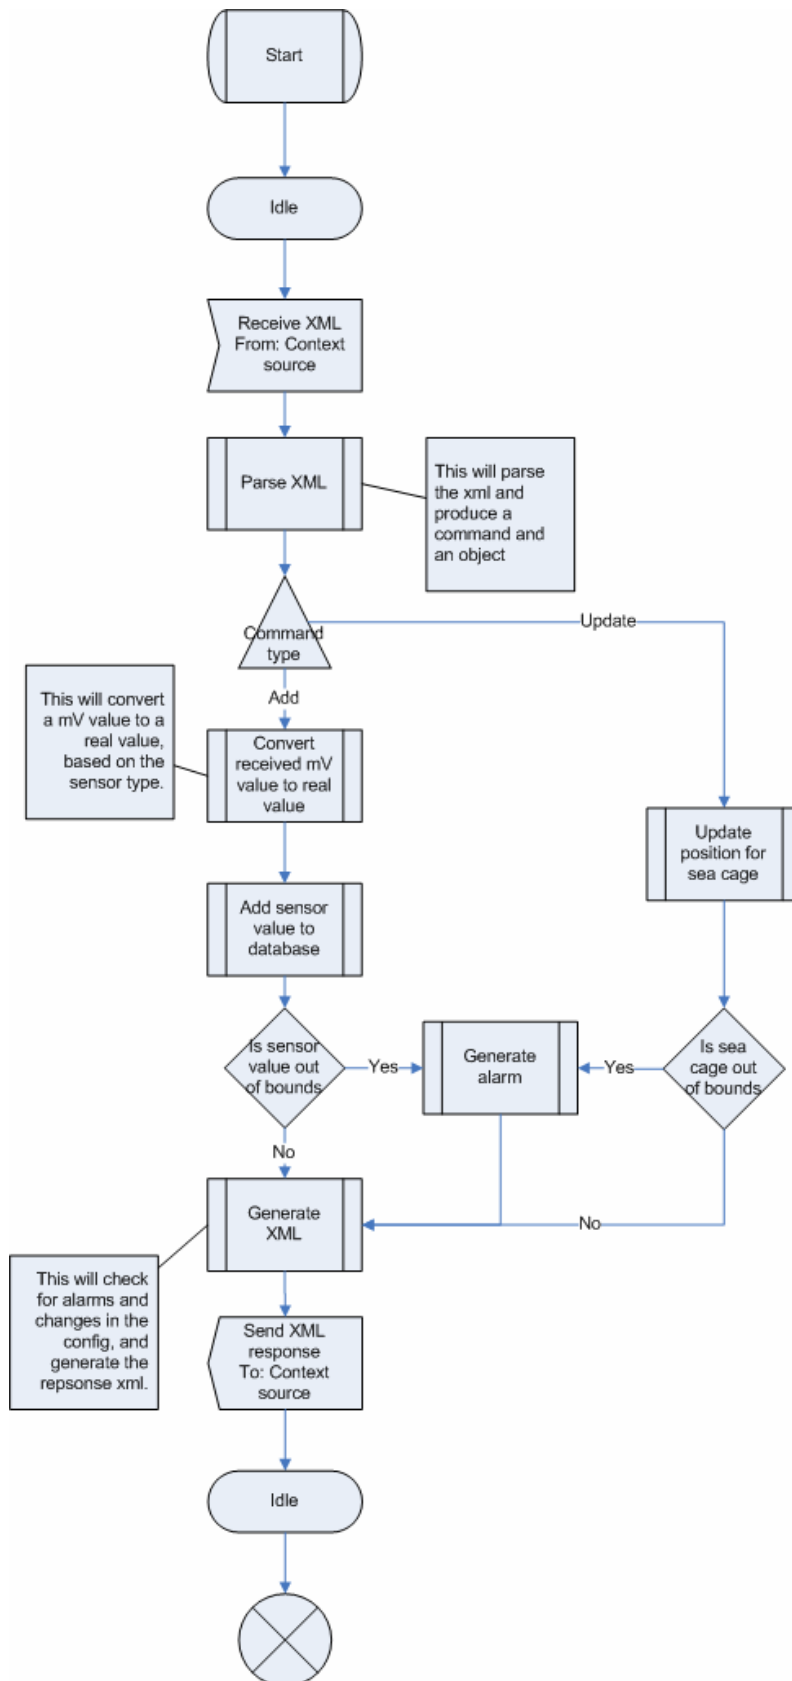 Start
Idle
Receive XML
From: Context
source
Parse XML
This will parse
the xml and
produce a
command and
an object
Command
type
Update
Add
This will convert
a mV value to a
real value,
based on the
sensor type.
Convert
received mV
value to real
value
Update
position for
sea cage
Add sensor
value to
database
Is sensor
value out
of bounds
Yes
Generate
alarm
Yes
Is sea
cage out
of bounds
No
Generate
XML
No
This will check
for alarms and
changes in the
config, and
generate the
repsonse xml.
Send XML
response
To: Context
source
Idle